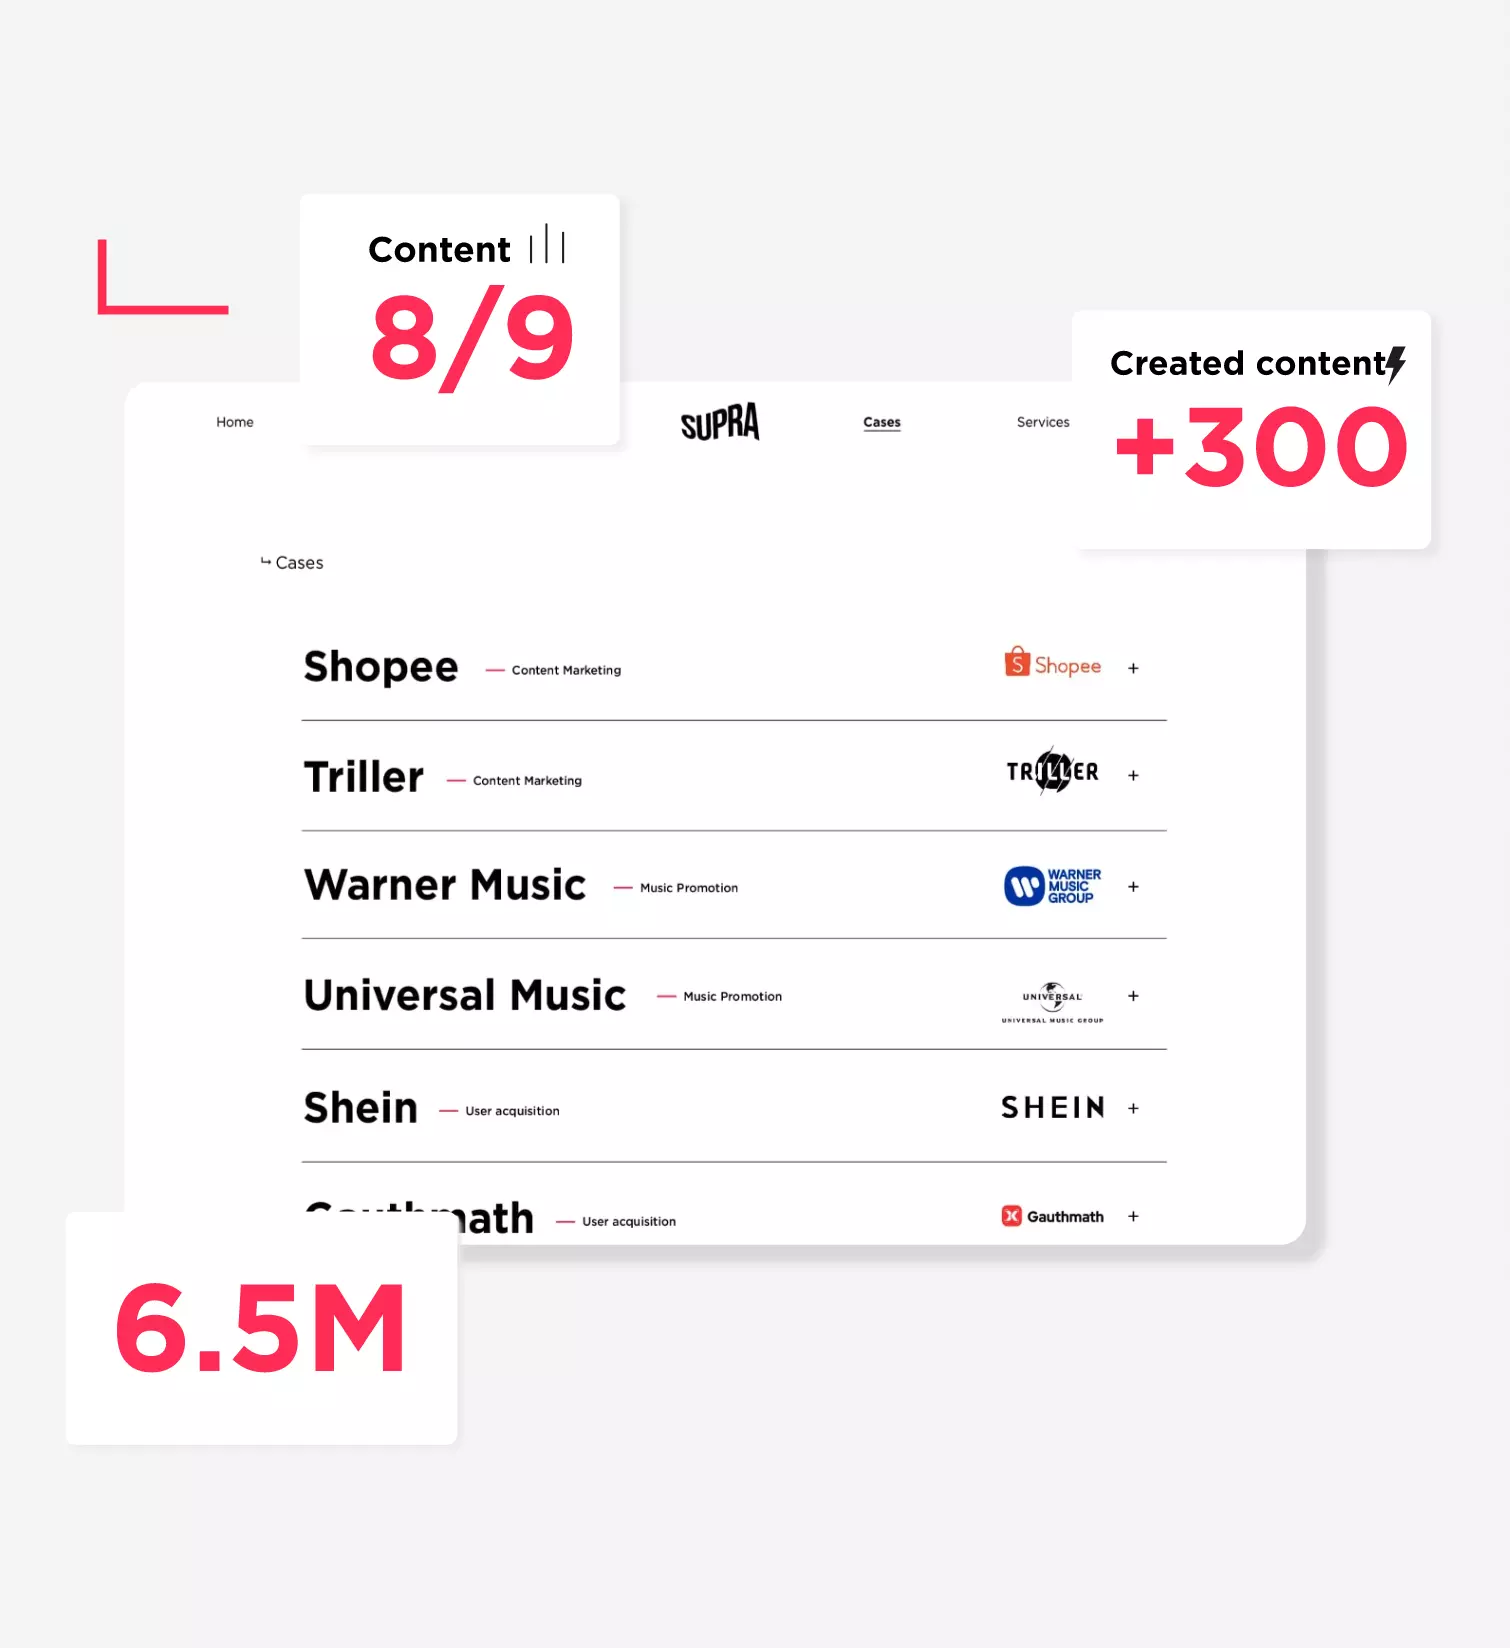 Content
8/9
Created content
+300
Home
SUPRA
Cases
Services
Cases
Shopee
Content Marketing
S Shopee
+
Triller
Content Marketing
TRILLER
+
Warner Music
Music Promotion
WARNER
MUSIC
GROUP
+
Universal Music
Music Promotion
UNIVERSAL
UNIVERSAL MUSIC GROUP
+
Shein
User acquisition
SHEIN
+
Gauthmath
User acquisition
Gauthmath
+
6.5M